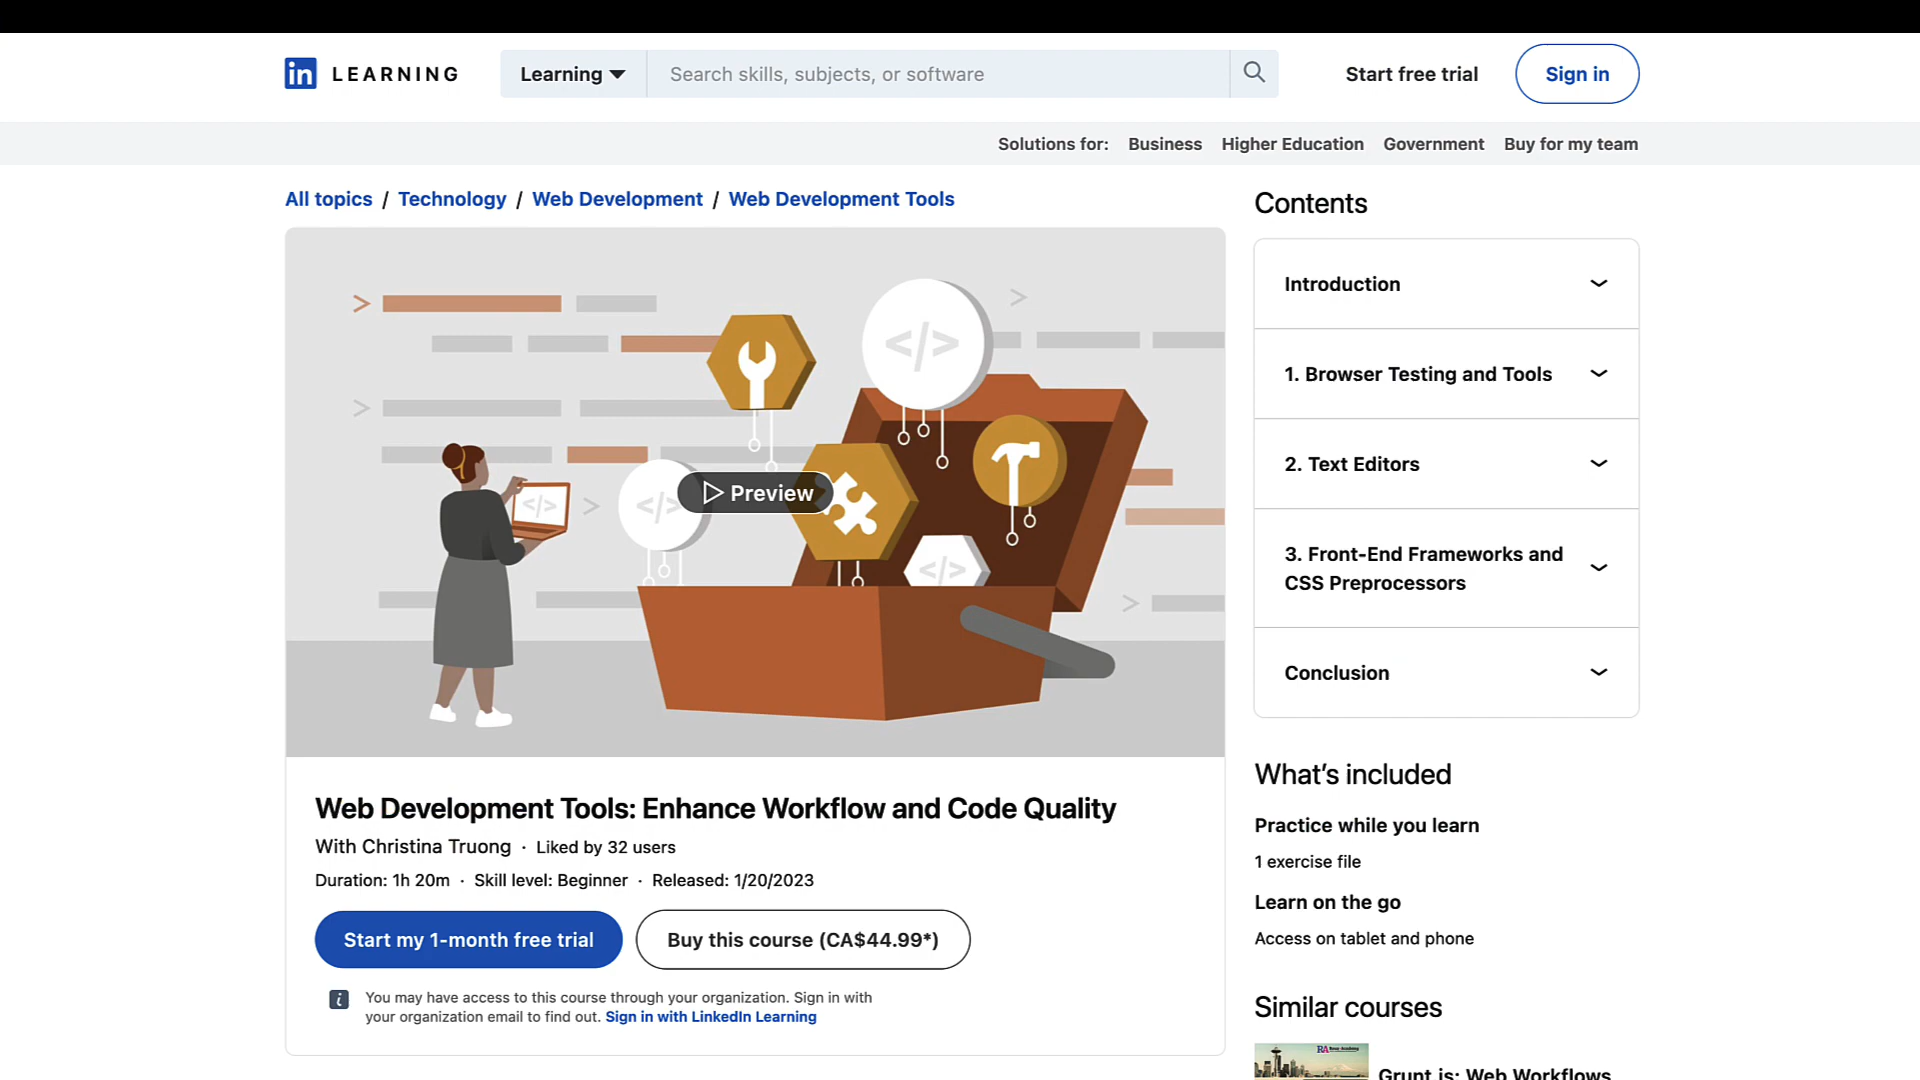 in LEARNING
Learning
Search skills, subjects, or software
Start free trial
Sign in
Solutions for: Business Higher Education Government Buy for my team
All topics / Technology / Web Development / Web Development Tools
</>
</>
</>
</>
Preview
Web Development Tools: Enhance Workflow and Code Quality
With Christina Truong · Liked by 32 users
Duration: 1h 20m · Skill level: Beginner · Released: 1/20/2023
Start my 1-month free trial
Buy this course (CA$44.99*)
You may have access to this course through your organization. Sign in with
your organization email to find out. Sign in with LinkedIn Learning
Contents
Introduction
1. Browser Testing and Tools
2. Text Editors
3. Front-End Frameworks and
CSS Preprocessors
Conclusion
What’s included
Practice while you learn
1 exercise file
Learn on the go
Access on tablet and phone
Similar courses
Grunt.js: Web Workflows